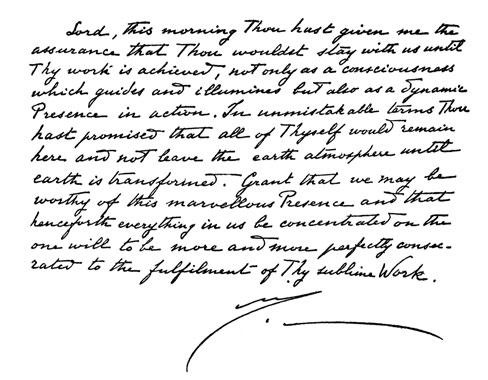 Lord, this morning Thou hast given me the
assurance that Thou wouldst stay with us until
Thy work is achieved, not only as a consciousness
which guides and illumines but also as a dynamic
Presence in action. In unmistakable terms Thou
hast promised that all of Thyself would remain
here and not leave the earth atmosphere until
earth is transformed. Grant that we may be
worthy of this marvellous Presence and that
henceforth everything in us be concentrated on the
one will to be more and more perfectly conse-
crated to the fulfilment of Thy sublime Work.